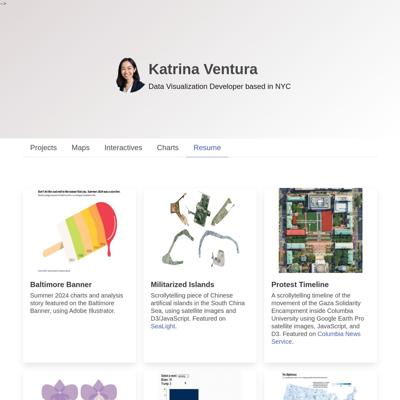 -->
Katrina Ventura
Data Visualization Developer based in NYC
Projects Maps Interactives Charts Resume
Baltimore Banner
Summer 2024 charts and analysis
story featured on the Baltimore
Banner, using Adobe Illustrator.
Militarized Islands
Scrollytelling piece of Chinese
artificial islands in the South China
Sea, using satellite images and
D3/JavaScript. Featured on
SeaLight.
Protest Timeline
A scrollytelling timeline of the
movement of the Gaza Solidarity
Encampment inside Columbia
University using Google Earth Pro
satellite images, JavaScript, and
D3. Featured on Columbia News
Service.